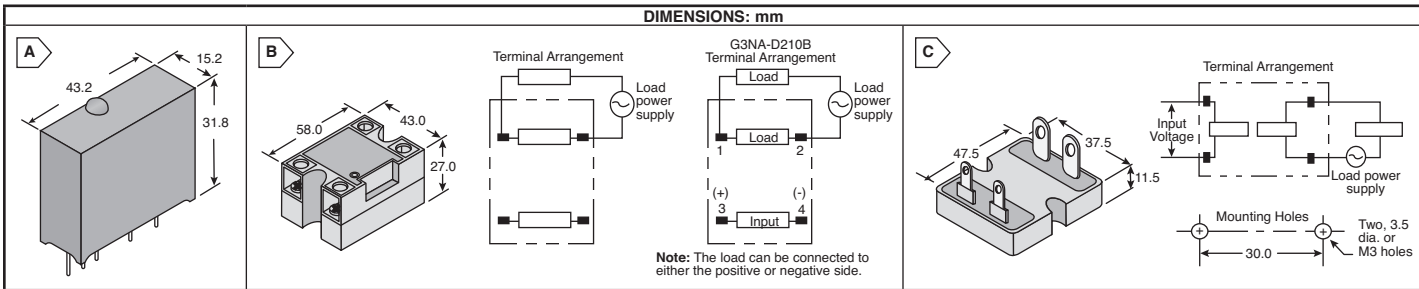 DIMENSIONS: mm
A
43.2
15.2
31.8
B
58.0
43.0
27.0
Terminal Arrangement
Load
power
supply
G3NA-D210B
Terminal Arrangement
Load
Load
power
supply
Load
1
2
(+)
(-)
3
Input
4
Note: The load can be connected to
either the positive or negative side.
C
47.5
37.5
11.5
Terminal Arrangement
Input
Voltage
Load power
supply
Mounting Holes
30.0
Two, 3.5
dia. or
M3 holes